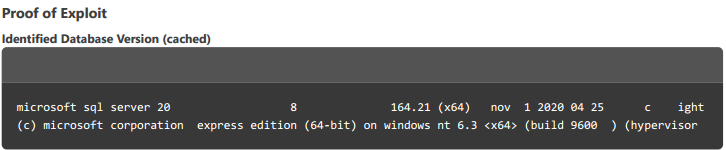 Proof of Exploit
Identified Database Version (cached)
microsoft sql server 20 8 164.21 (x64) nov 1 2020 04 25 c ight
(c) microsoft corporation express edition (64-bit) on windows nt 6.3 <x64> (build 9600 ) (hypervisor